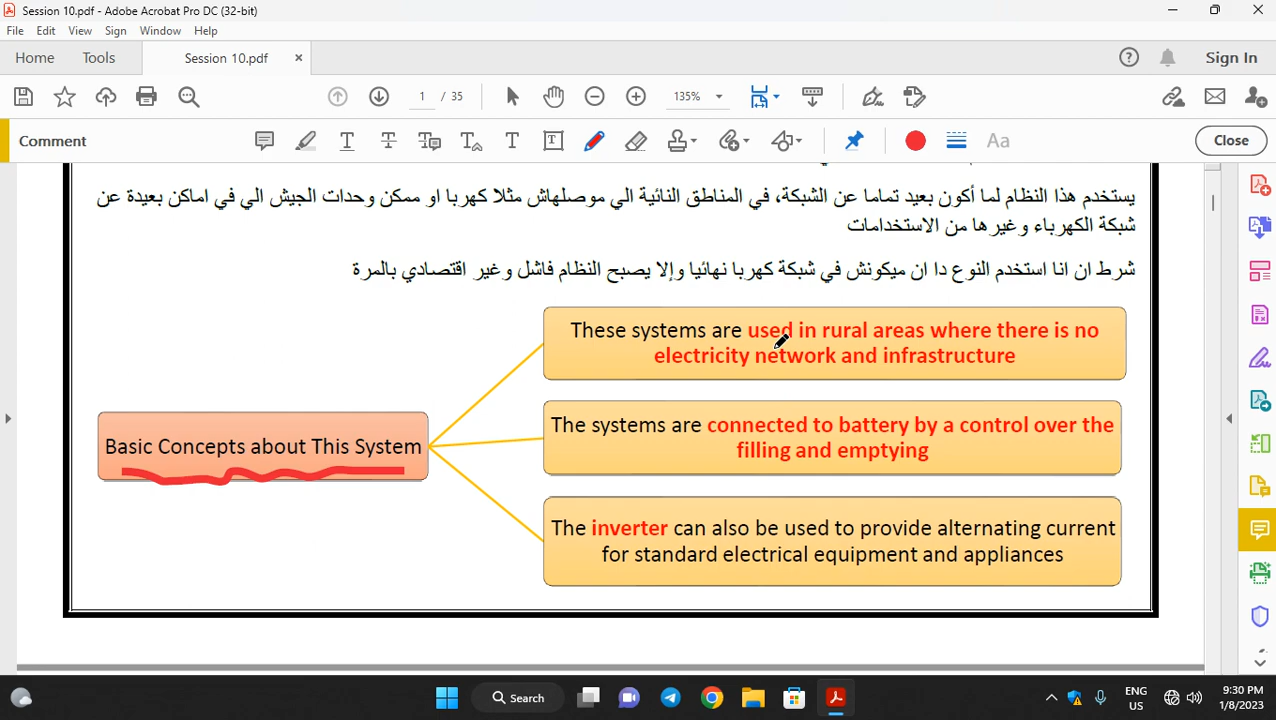 Session 10.pdf - Adobe Acrobat Pro DC (32-bit)
File Edit View Sign Window Help
Home Tools Session 10.pdf × Sign In
1 / 35 135%
Comment Close
يستخدم هذا النظام لما أكون بعيد تماما عن الشبكة، في المناطق النائية الي موصلهاش مثلا كهربا او ممكن وحدات الجيش الي في اماكن بعيدة عن
شبكة الكهرباء وغيرها من الاستخدامات
شرط ان انا استخدم النوع دا ان ميكونش في شبكة كهربا نهائيا وإلا يصبح النظام فاشل وغير اقتصادي بالمرة
These systems are used in rural areas where there is no
electricity network and infrastructure
Basic Concepts about This System
The systems are connected to battery by a control over the
filling and emptying
The inverter can also be used to provide alternating current
for standard electrical equipment and appliances
Search
ENG
US
9:30 PM
1/8/2023